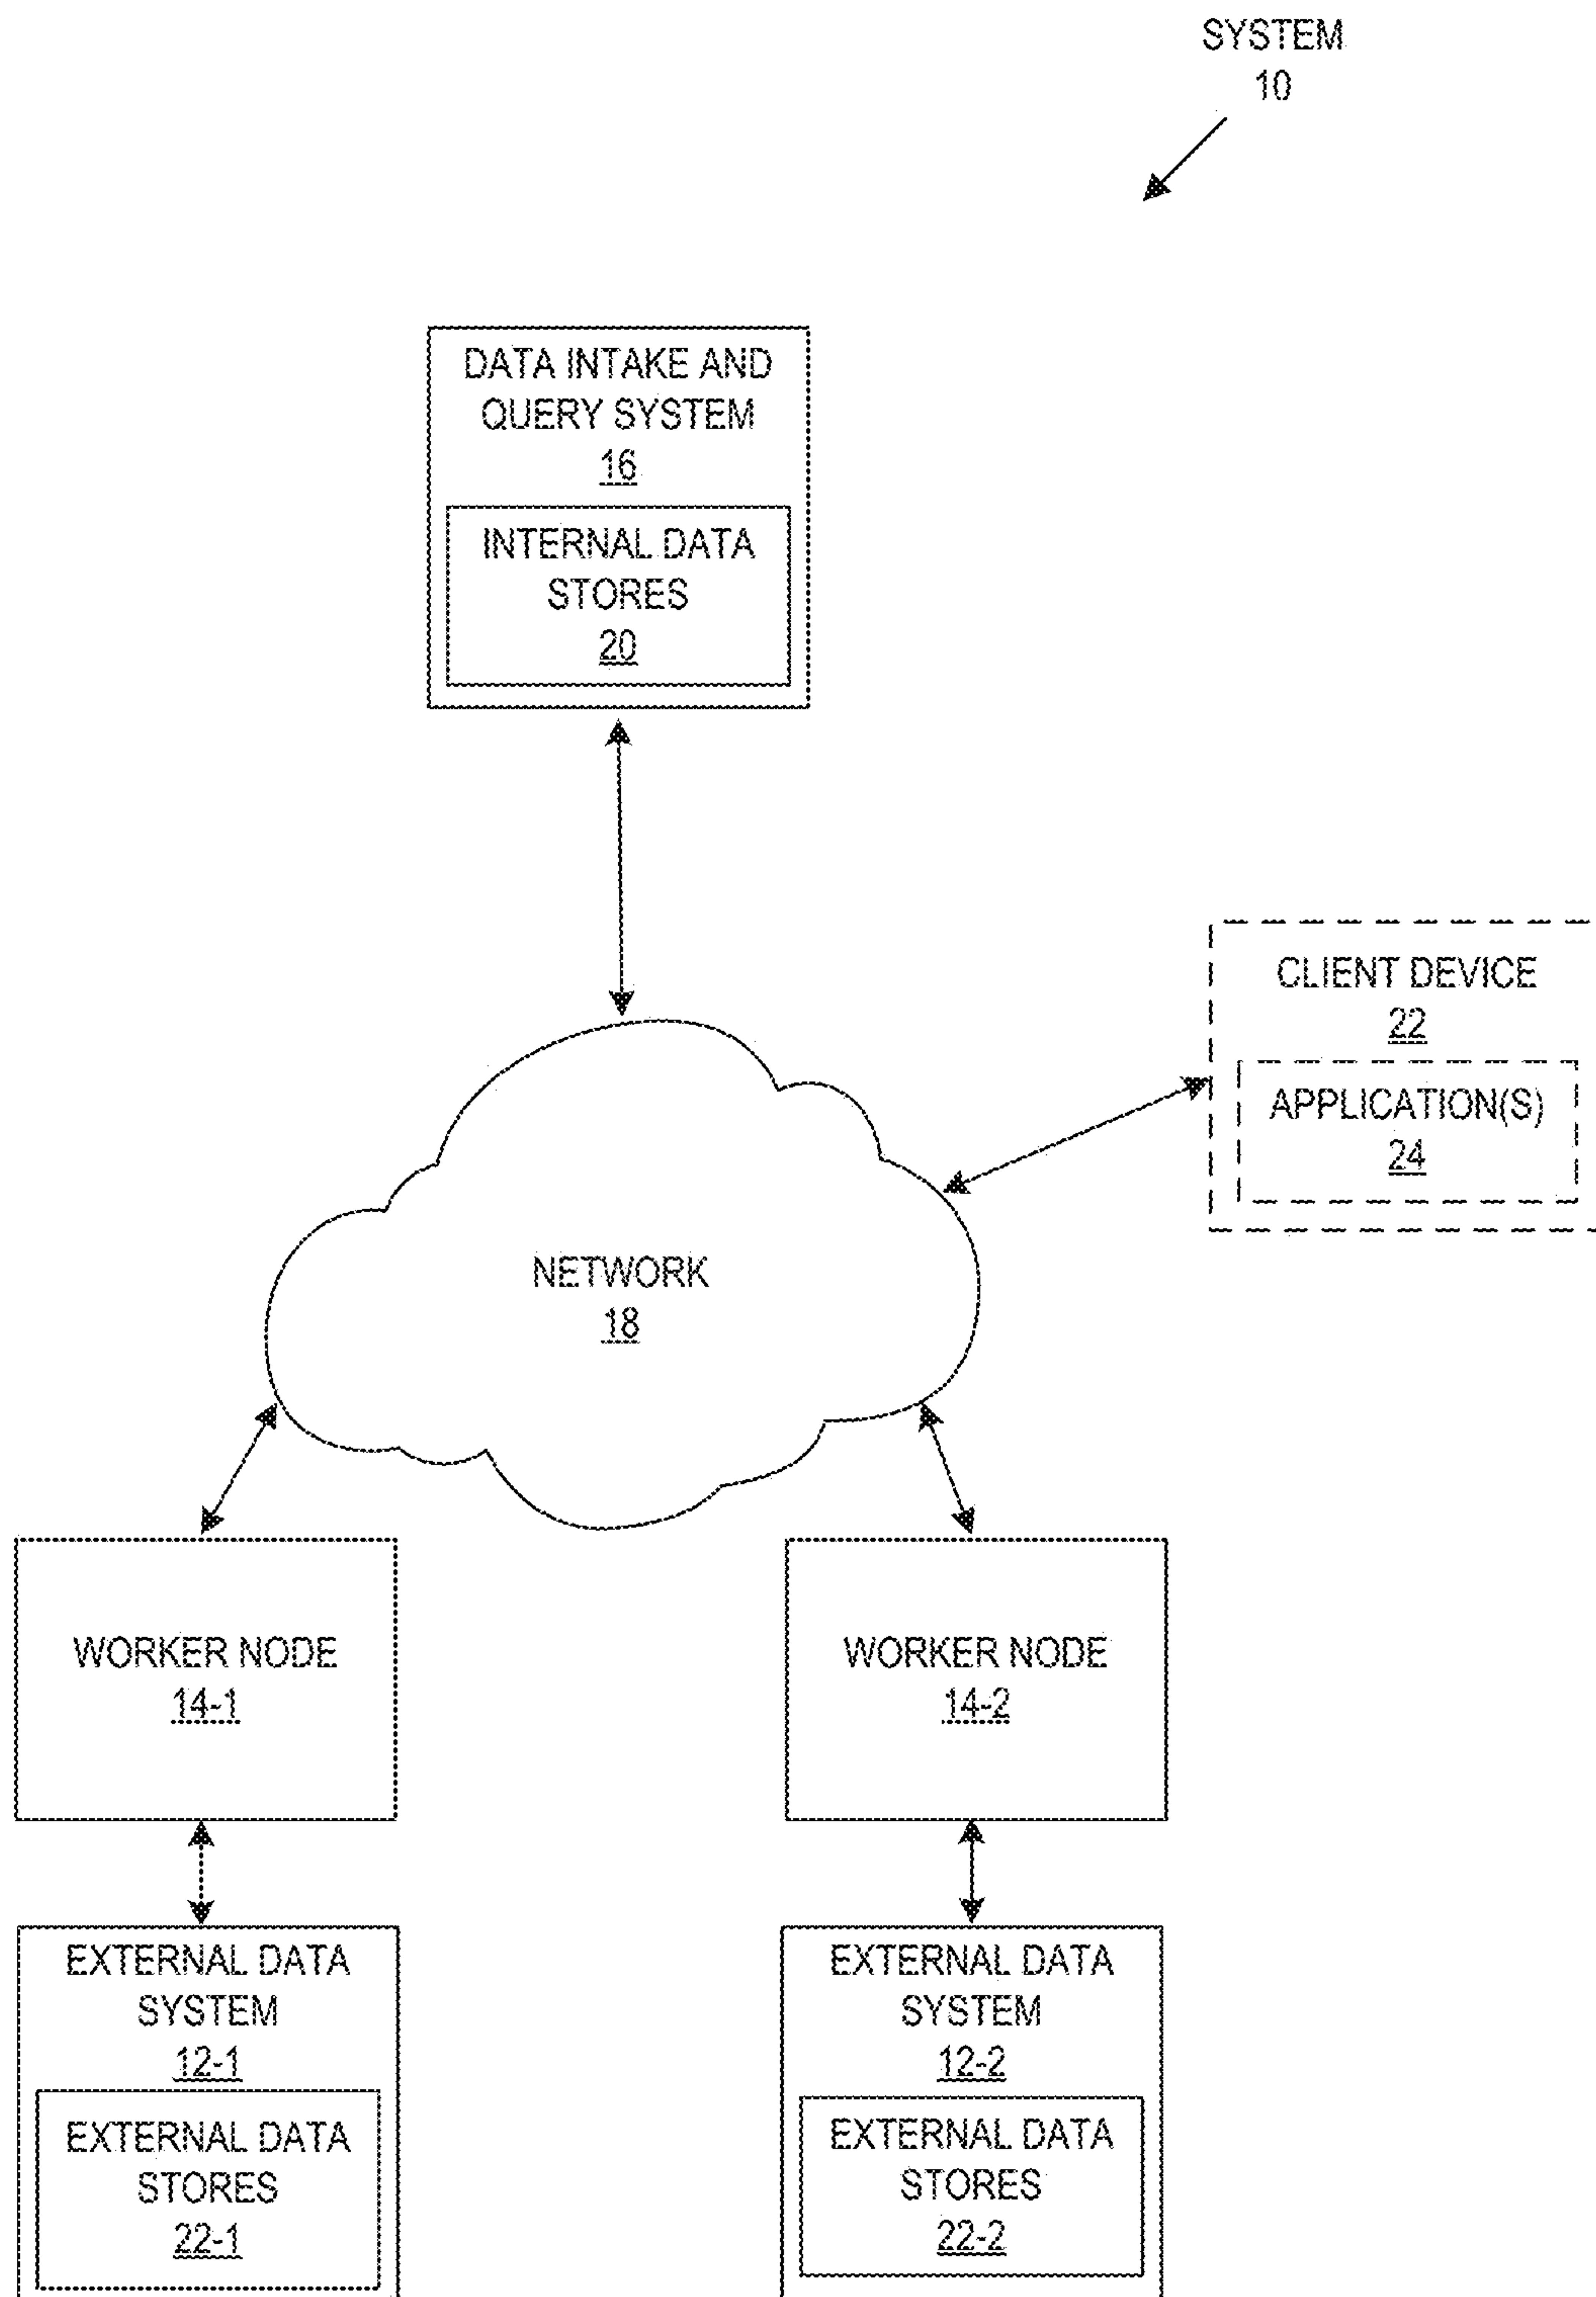 SYSTEM
10
DATA INTAKE AND
QUERY SYSTEM
16
INTERNAL DATA
STORES
20
CLIENT DEVICE
22
APPLICATION(S)
24
NETWORK
18
WORKER NODE
14-1
WORKER NODE
14-2
EXTERNAL DATA
SYSTEM
12-1
EXTERNAL DATA
STORES
22-1
EXTERNAL DATA
SYSTEM
12-2
EXTERNAL DATA
STORES
22-2